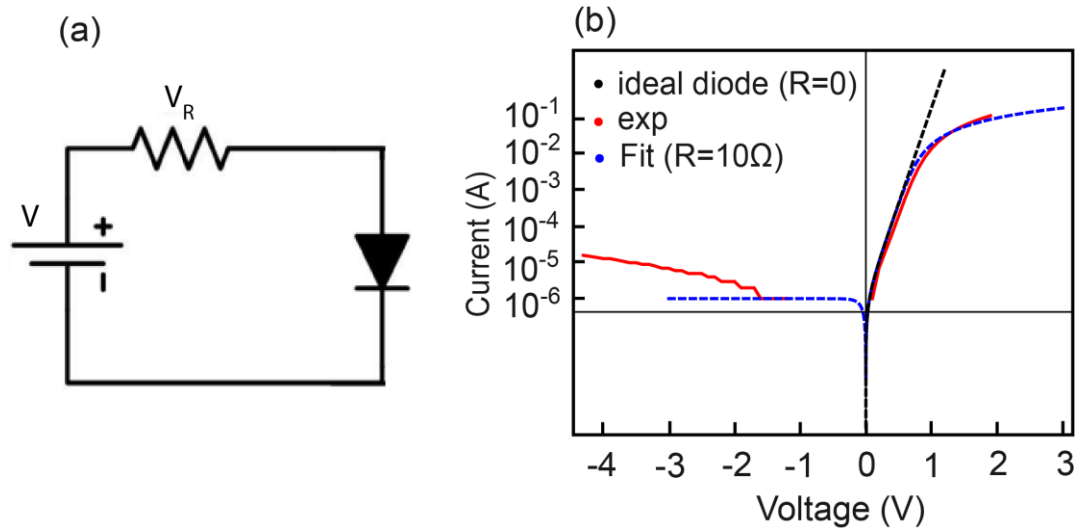 (a)
V_R
V
+
(b)
• ideal diode (R=0)
• exp
• Fit (R=10Ω)
Current (A)
10^-1
10^-2
10^-3
10^-4
10^-5
10^-6
-4 -3 -2 -1 0 1 2 3
Voltage (V)